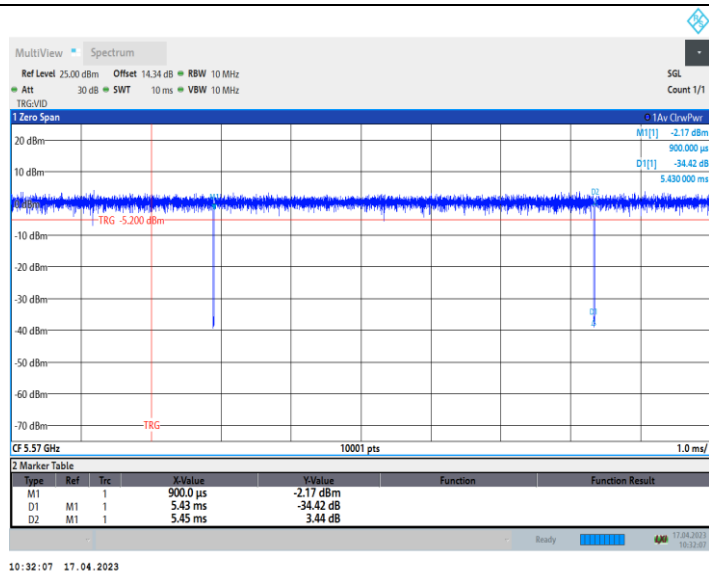 MultiView Spectrum
Ref Level 25.00 dBm Offset 14.34 dB RBW 10 MHz SGL
Att 30 dB SWT 10 ms VBW 10 MHz Count 1/1
TRG:VID
1 Zero Span 1Av ClrwPwr
M1[1] -2.17 dBm
20 dBm
900.000 µs
D1[1] -34.42 dB
10 dBm
5.430 000 ms
D2
M1
TRG -5.200 dBm
-10 dBm
-20 dBm
-30 dBm
D1
-40 dBm
-50 dBm
-60 dBm
-70 dBm TRG
CF 5.57 GHz 10001 pts 1.0 ms/
2 Marker Table
Type Ref Trc X-Value Y-Value Function Function Result
M1 1 900.0 µs -2.17 dBm
D1 M1 1 5.43 ms -34.42 dB
D2 M1 1 5.45 ms 3.44 dB
Ready 17.04.2023
10:32:07
10:32:07 17.04.2023